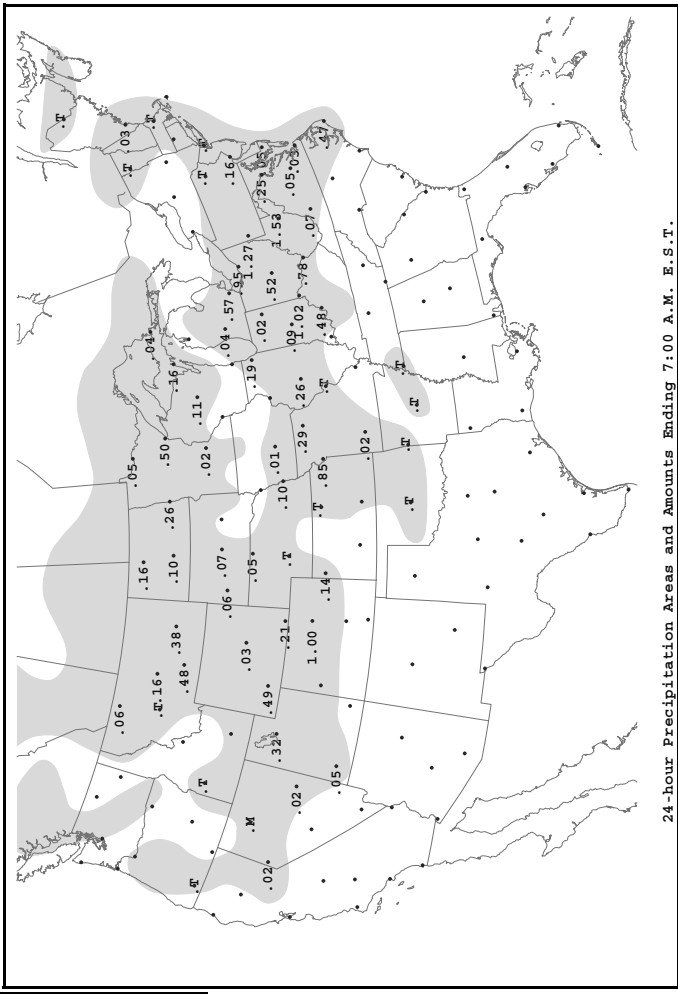 T
.06
.16
.05
.03
T
.04
T
.16
.50
.38
.26
.10
.16
.48
T
.11
T
T
.02
T
T
.07
.04
.06
.57
.16
.95
.03
.05
.19
1.27
M
.02
.25
.05
.49
.02
.52
.32
.01
1.53
.21
.10
T
.09
.05
.03
.02
1.02
.29
.26
.78
1.00
.07
T
.85
.48
.14
T
.05
.02
T
T
T
T
24-hour Precipitation Areas and Amounts Ending 7:00 A.M. E.S.T.